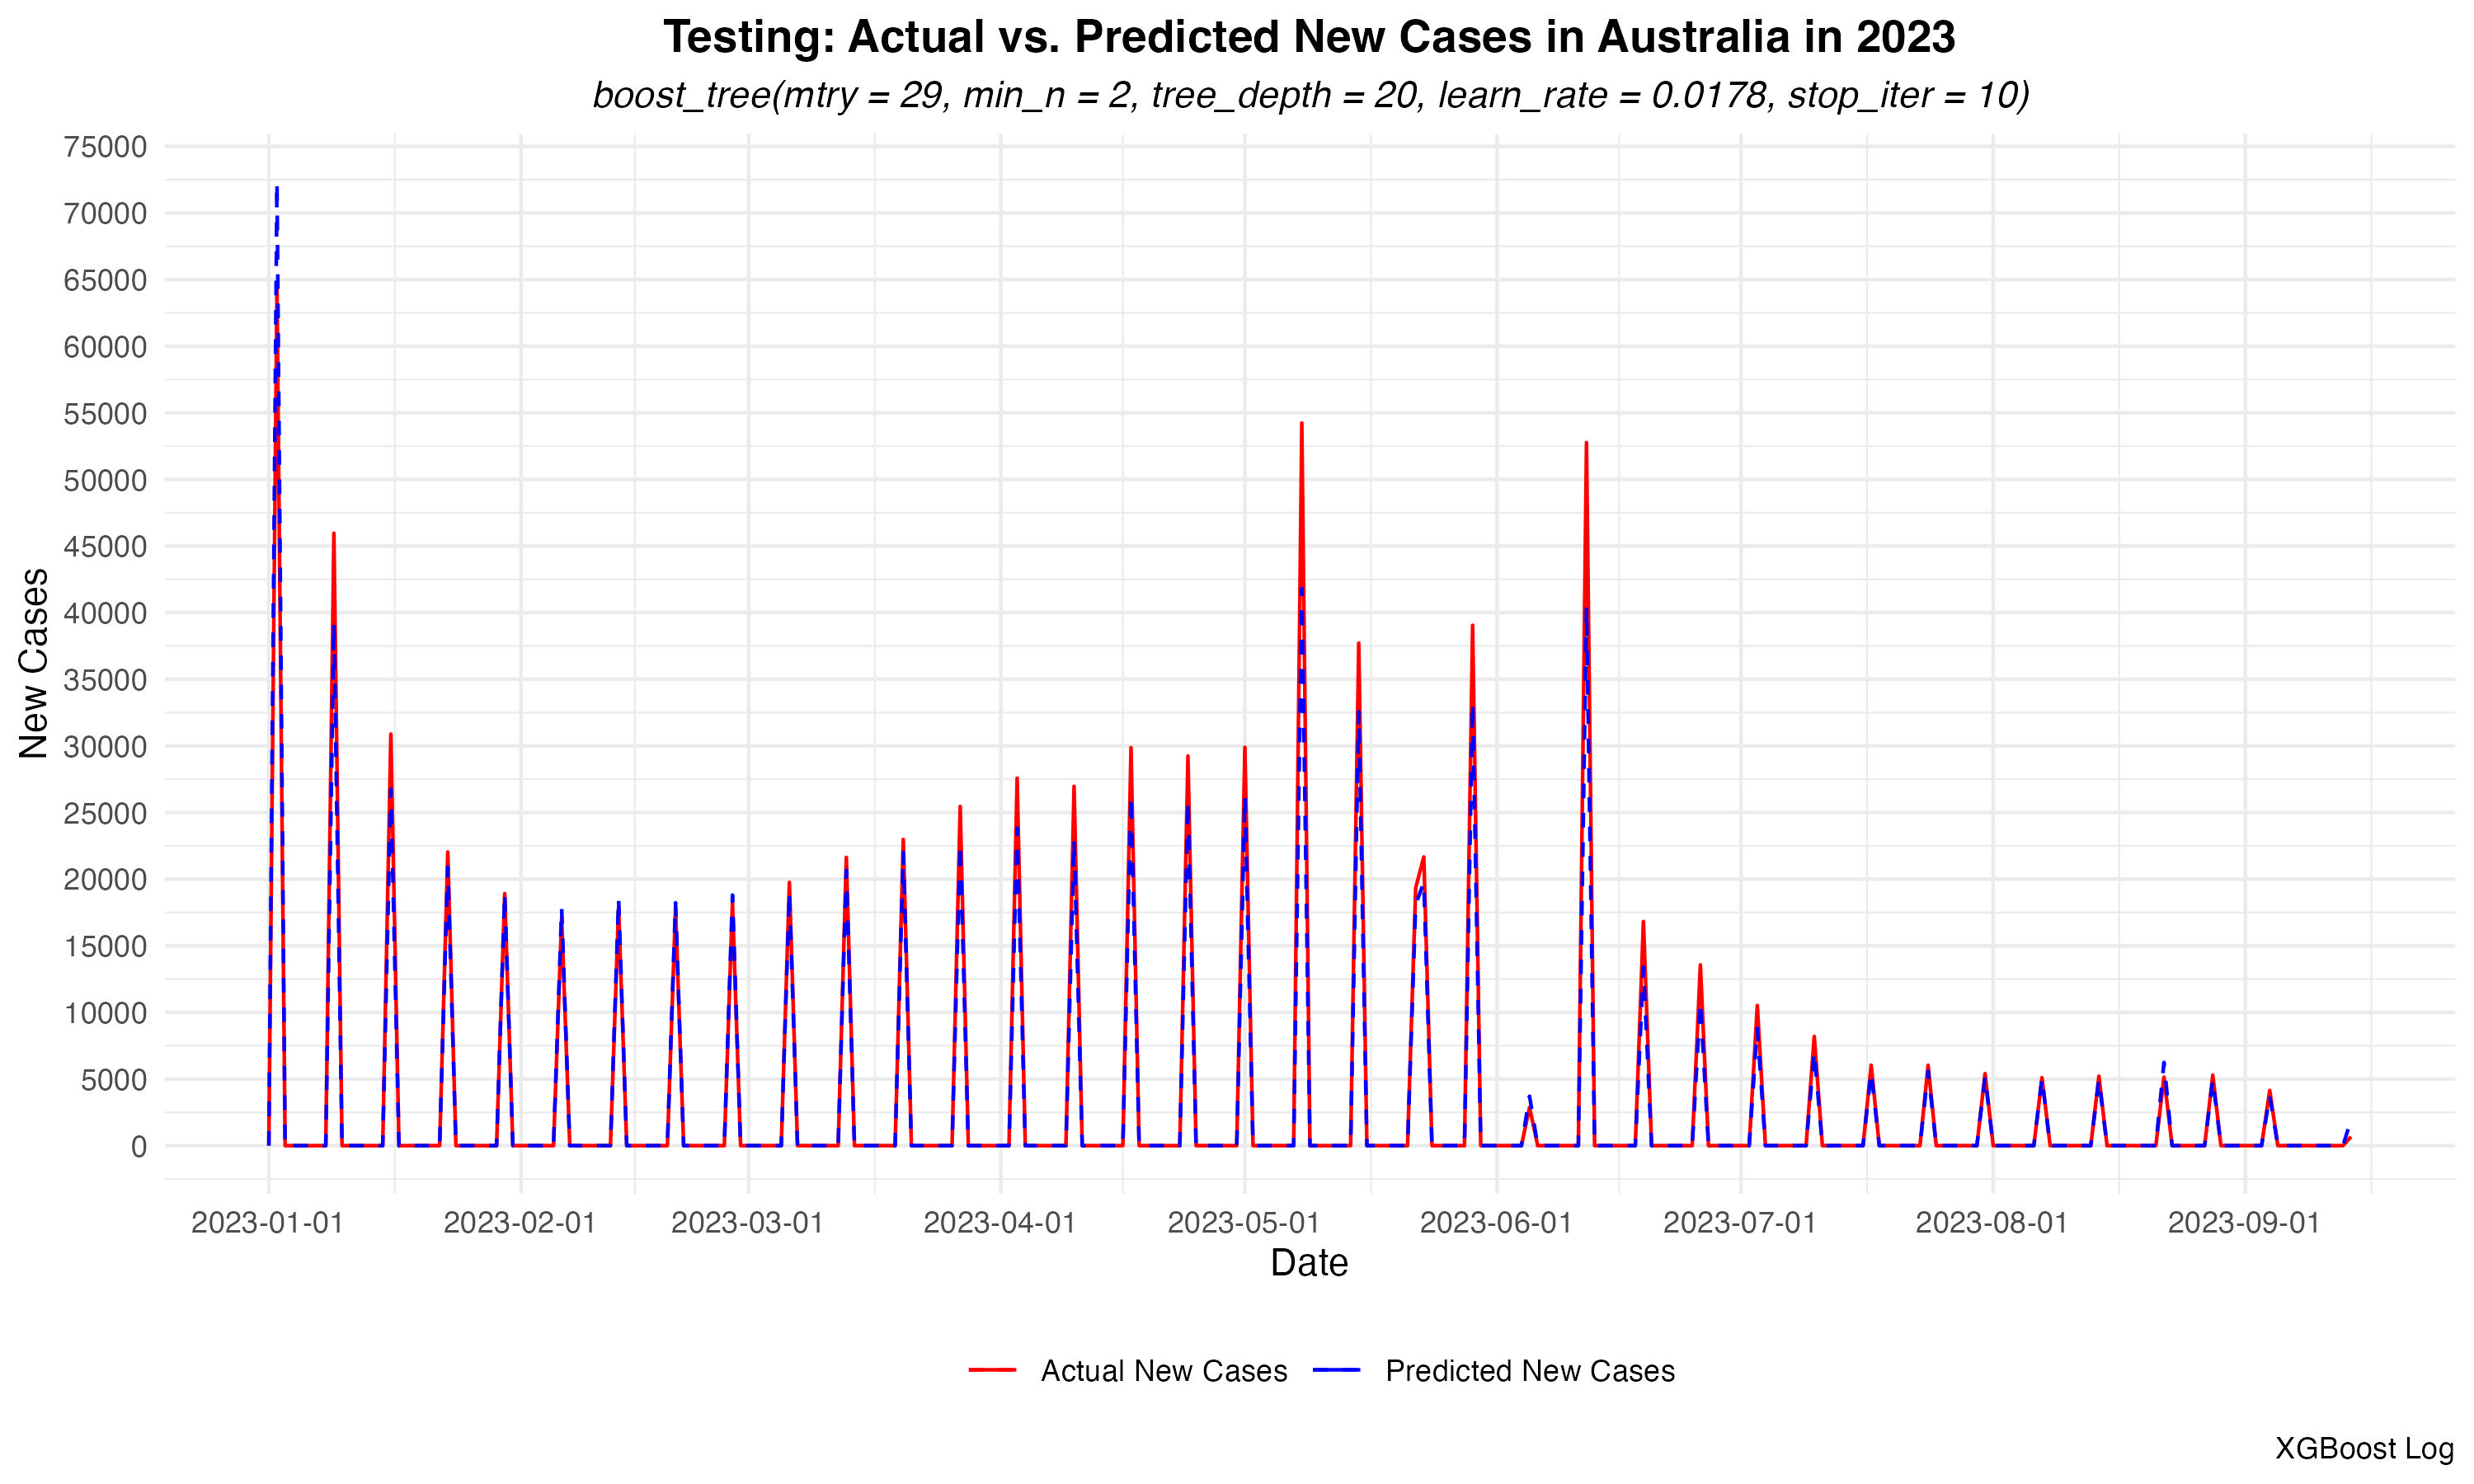 Testing: Actual vs. Predicted New Cases in Australia in 2023
boost_tree(mtry = 29, min_n = 2, tree_depth = 20, learn_rate = 0.0178, stop_iter = 10)
75000
70000
65000
60000
55000
50000
45000
40000
35000
30000
25000
20000
15000
10000
5000
0
New Cases
2023-01-01 2023-02-01 2023-03-01 2023-04-01 2023-05-01 2023-06-01 2023-07-01 2023-08-01 2023-09-01
Date
Actual New Cases Predicted New Cases
XGBoost Log